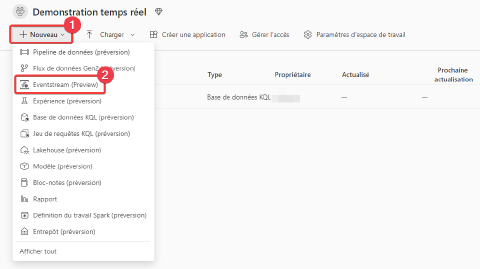 Demonstration temps réel
1
Nouveau
Charger
Créer une application
Gérer l'accès
Paramètres d'espace de travail
Pipeline de données (préversion)
Flux de données Gen2 (préversion)
2
Eventstream (Preview)
Expérience (préversion)
Base de données KQL (préversion)
Jeu de requêtes KQL (préversion)
Lakehouse (préversion)
Modèle (préversion)
Bloc-notes (préversion)
Rapport
Définition du travail Spark (préversion)
Entrepôt (préversion)
Afficher tout
Type
Propriétaire
Actualisé
Prochaine
actualisation
Base de données KQL
—
—